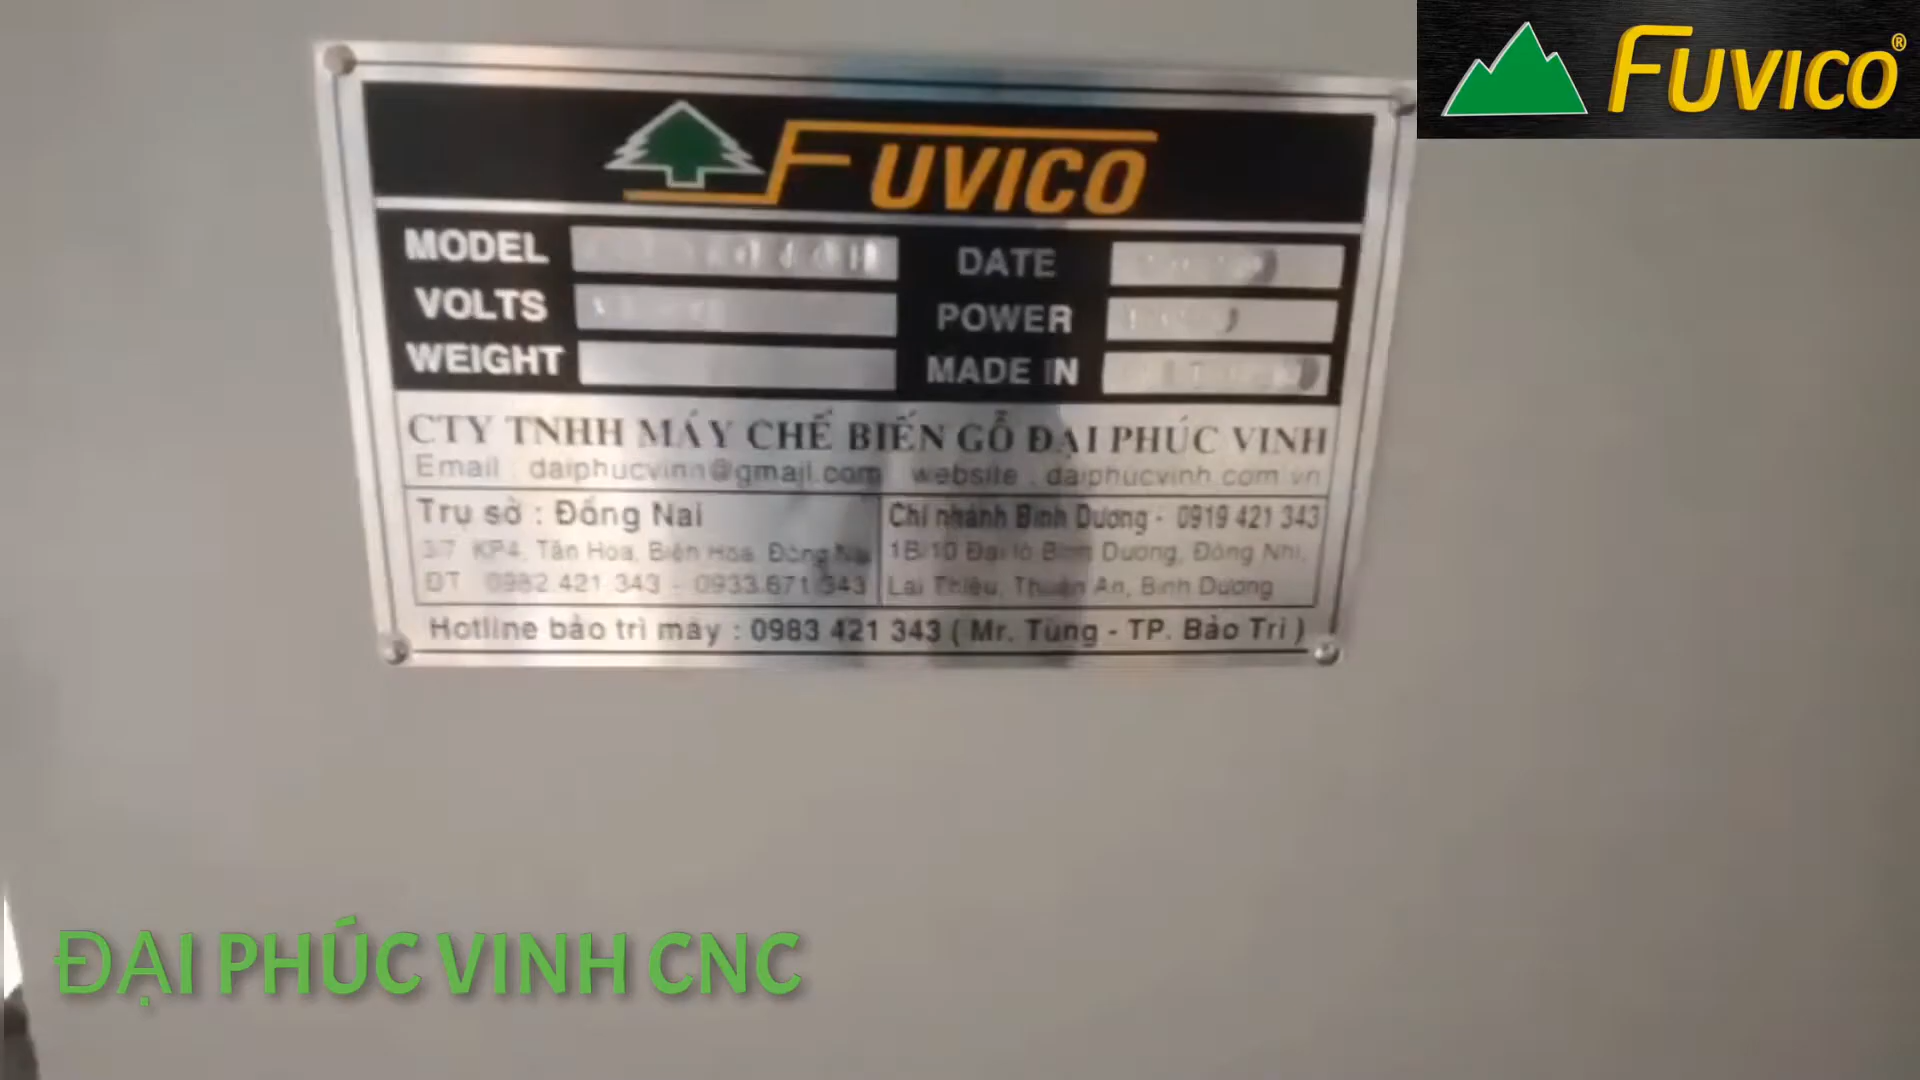 FUVICO®
FUVICO
MODEL
DATE
VOLTS
POWER
WEIGHT
MADE IN
CTY TNHH MÁY CHẾ BIẾN GỖ ĐẠI PHÚC VINH
Email : daiphucvinh@gmail.com website : daiphucvinh.com.vn
Trụ sở : Đồng Nai
3/7 KP4, Tân Hòa, Biên Hòa, Đồng Nai
ĐT : 0982.421 343 - 0933.671 343
Chi nhánh Bình Dương - 0919 421 343
1B/10 Đại lộ Bình Dương, Đông Nhì,
Lái Thiêu, Thuận An, Bình Dương
Hotline bảo trì máy : 0983 421 343 ( Mr. Tùng - TP. Bảo Trì )
ĐẠI PHÚC VINH CNC